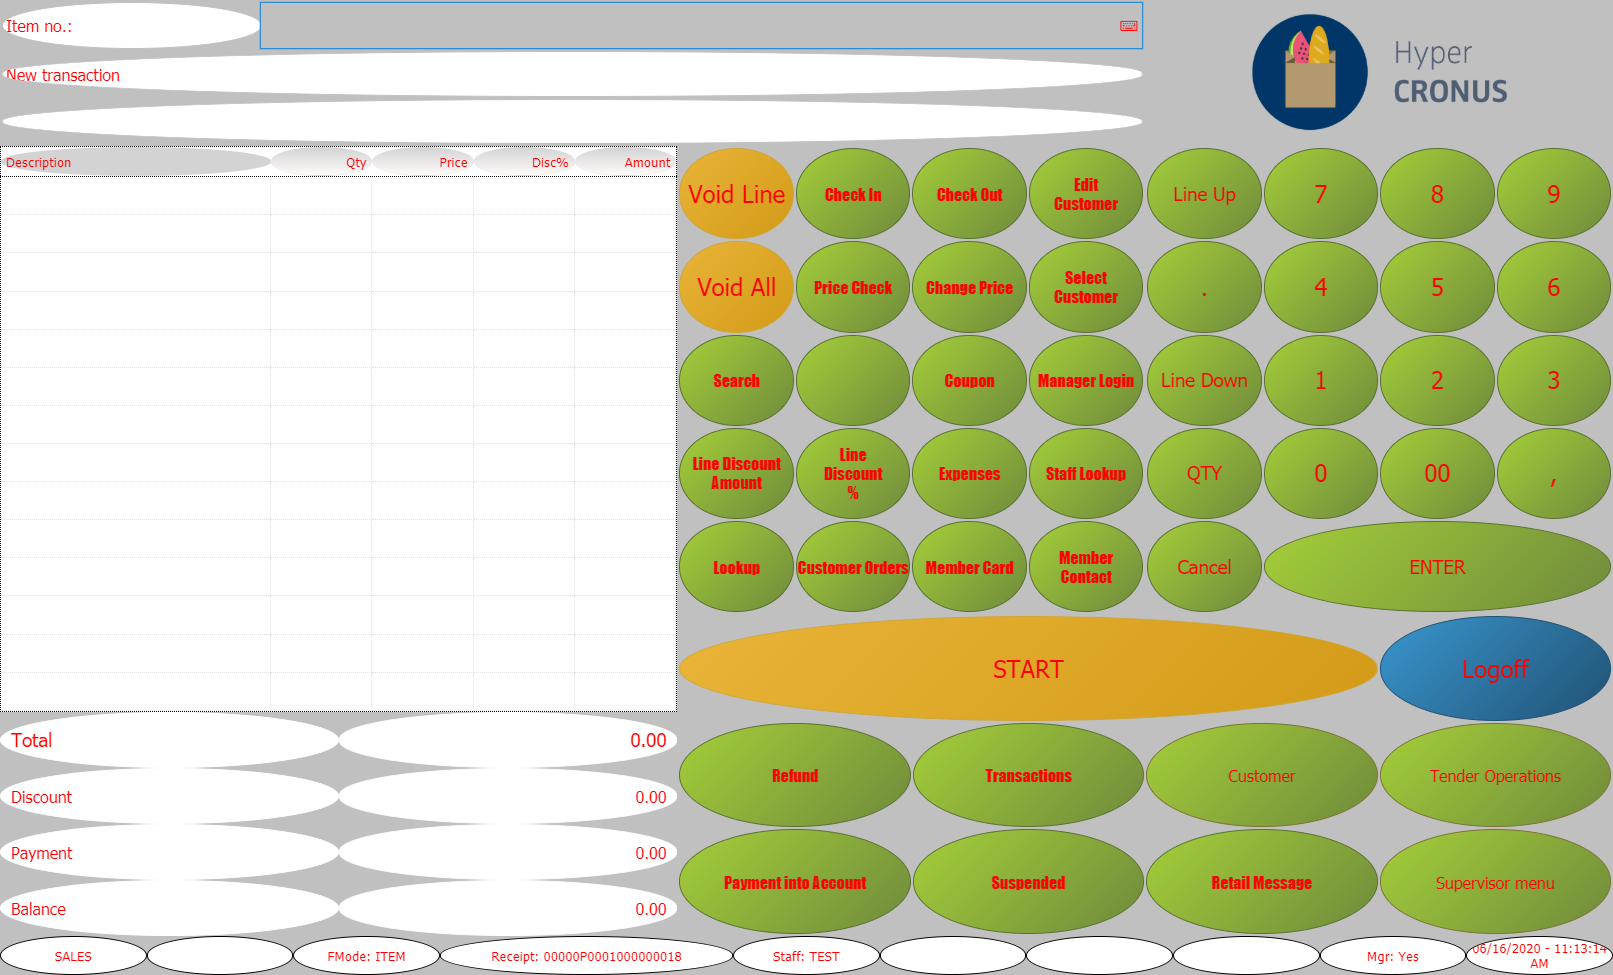 Item no.:
New transaction
Hyper
CRONUS
Description Qty Price Disc% Amount
Void Line Check In Check Out Edit Customer Line Up 7 8 9
Void All Price Check Change Price Select Customer . 4 5 6
Search Coupon Manager Login Line Down 1 2 3
Line Discount Amount Line Discount % Expenses Staff Lookup QTY 0 00 ,
Lookup Customer Orders Member Card Member Contact Cancel ENTER
START Logoff
Total 0.00
Discount 0.00
Payment 0.00
Balance 0.00
Refund Transactions Customer Tender Operations
Payment into Account Suspended Retail Message Supervisor menu
SALES FMode: ITEM Receipt: 00000P0001000000018 Staff: TEST Mgr: Yes 06/16/2020 - 11:13:14 AM